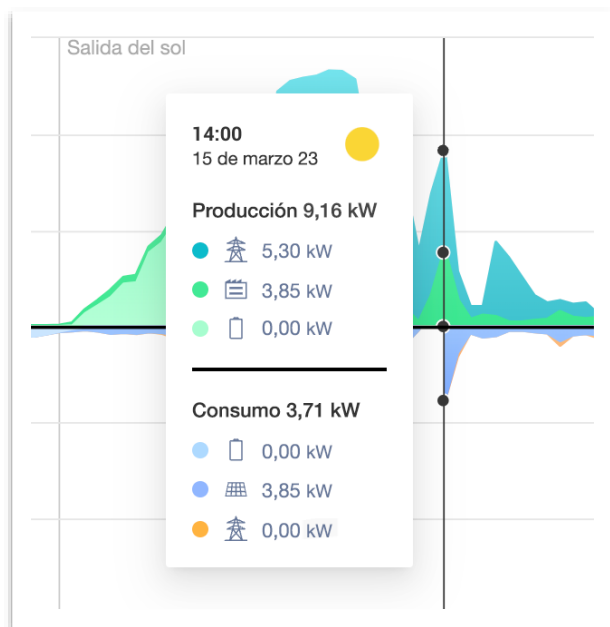 Salida del sol
14:00
15 de marzo 23
Producción 9,16 kW
5,30 kW
3,85 kW
0,00 kW
Consumo 3,71 kW
0,00 kW
3,85 kW
0,00 kW